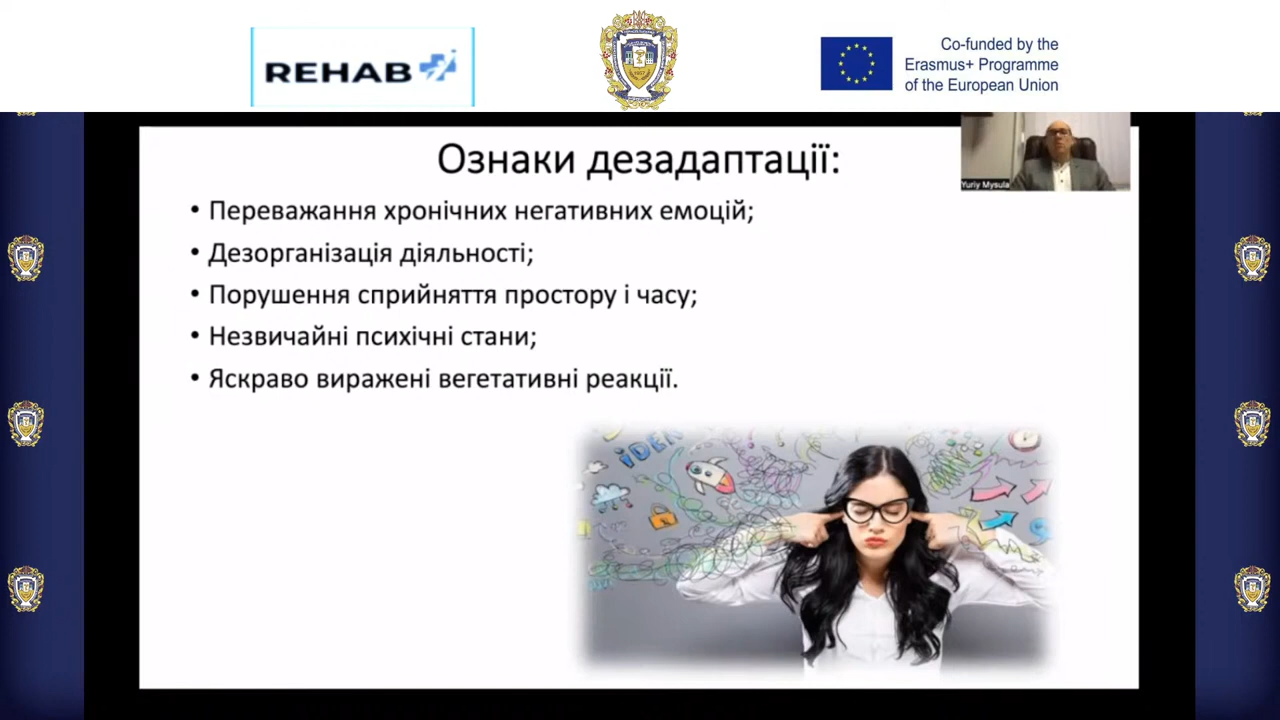 REHAB
Co-funded by the
Erasmus+ Programme
of the European Union
Ознаки дезадаптації:
Yuriy Mysula
• Переважання хронічних негативних емоцій;
• Дезорганізація діяльності;
• Порушення сприйняття простору і часу;
• Незвичайні психічні стани;
• Яскраво виражені вегетативні реакції.